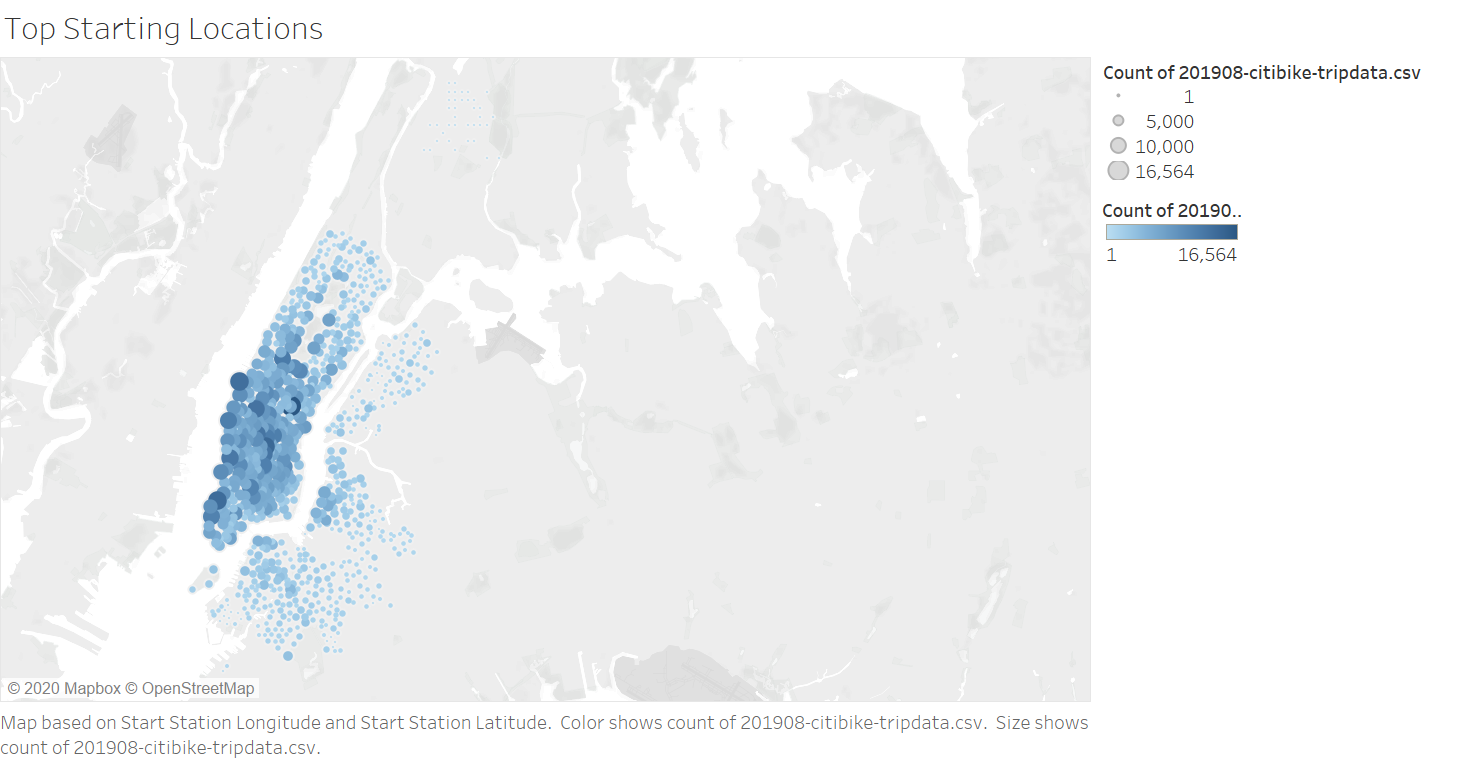 Top Starting Locations
Count of 201908-citibike-tripdata.csv
1
5,000
10,000
16,564
Count of 20190..
1 16,564
© 2020 Mapbox © OpenStreetMap
Map based on Start Station Longitude and Start Station Latitude.  Color shows count of 201908-citibike-tripdata.csv.  Size shows
count of 201908-citibike-tripdata.csv.